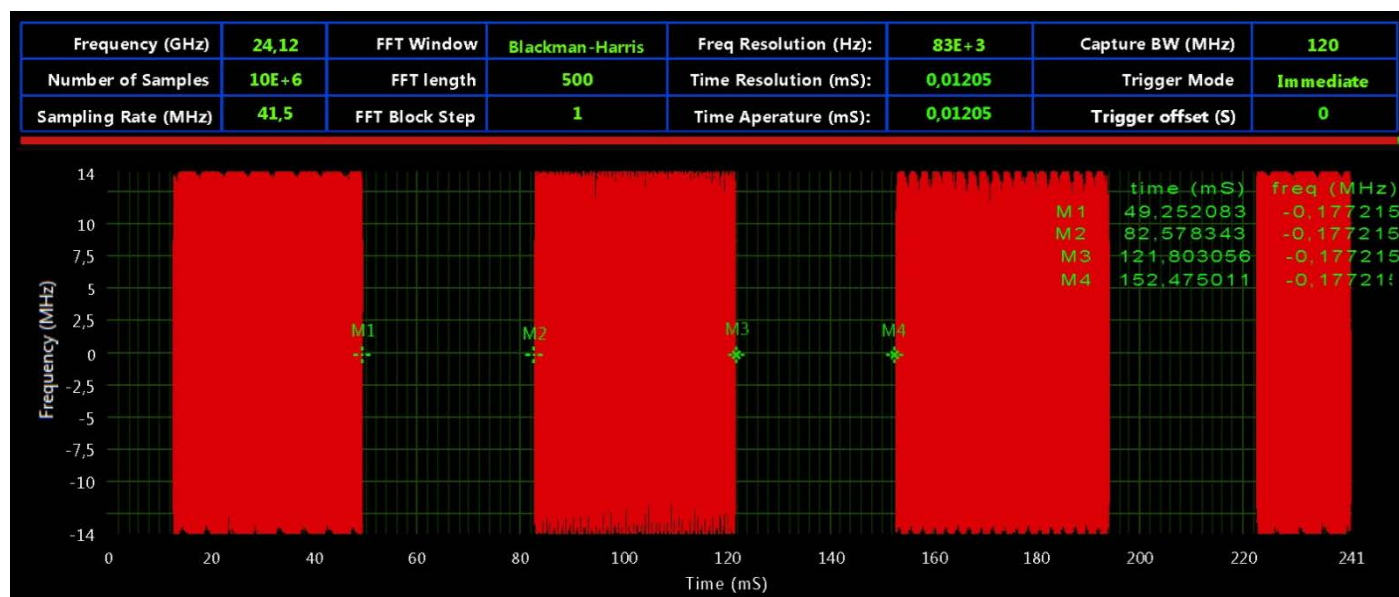 Frequency (GHz) 24,12 FFT Window Blackman-Harris Freq Resolution (Hz): 83E+3 Capture BW (MHz) 120
Number of Samples 10E+6 FFT length 500 Time Resolution (mS): 0,01205 Trigger Mode Immediate
Sampling Rate (MHz) 41,5 FFT Block Step 1 Time Aperature (mS): 0,01205 Trigger offset (S) 0
time (mS) freq (MHz)
M1 49,252083 -0,177215
M2 82,578343 -0,177215
M3 121,803056 -0,177215
M4 152,475011 -0,177215
Frequency (MHz)
14
10
7,5
5
2,5
0
-2,5
-5
-7,5
-10
-14
M1 M2 M3 M4
0 20 40 60 80 100 120 140 160 180 200 220 241
Time (mS)